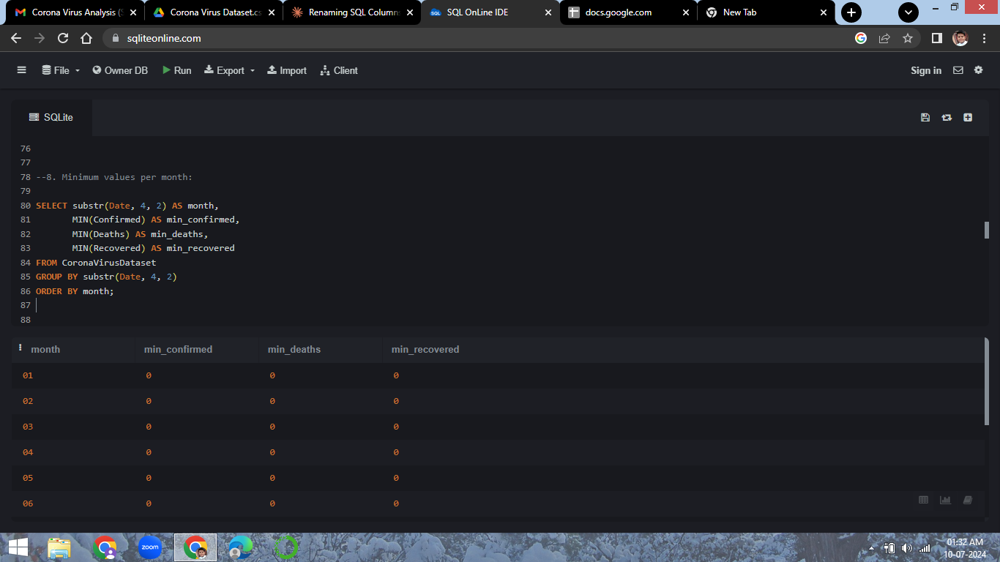 Corona Virus Analysis (S
Corona Virus Dataset.cs
Renaming SQL Columns
SQL OnLine IDE
docs.google.com
New Tab
sqliteonline.com
File
Owner DB
Run
Export
Import
Client
Sign in
SQLite
76
77
78 --8. Minimum values per month:
79
80 SELECT substr(Date, 4, 2) AS month,
81 MIN(Confirmed) AS min_confirmed,
82 MIN(Deaths) AS min_deaths,
83 MIN(Recovered) AS min_recovered
84 FROM CoronaVirusDataset
85 GROUP BY substr(Date, 4, 2)
86 ORDER BY month;
87
88
month min_confirmed min_deaths min_recovered
01 0 0 0
02 0 0 0
03 0 0 0
04 0 0 0
05 0 0 0
06 0 0 0
zoom
01:32 AM
10-07-2024